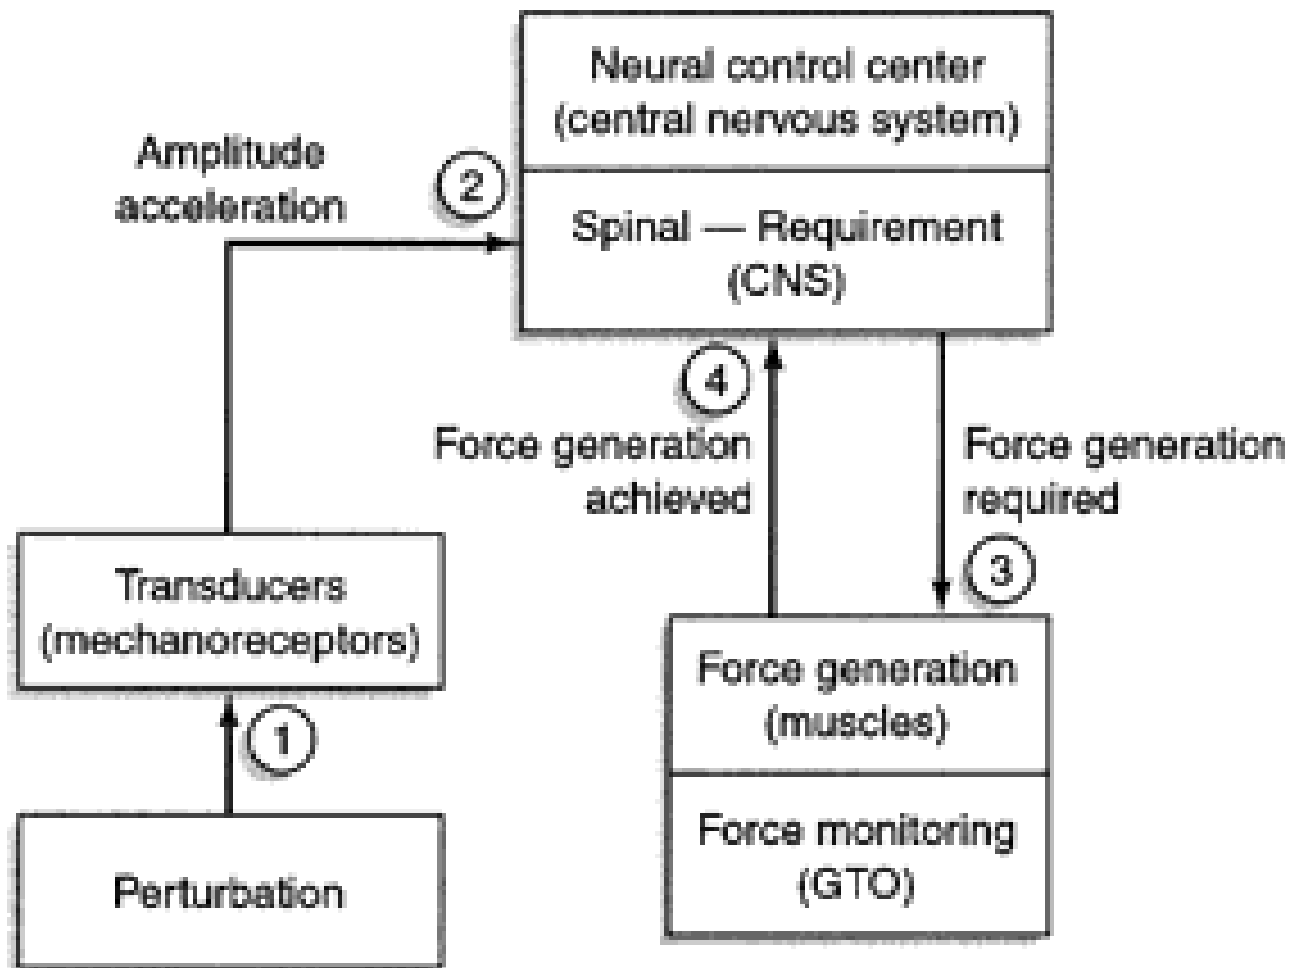 Neural control center
(central nervous system)
Amplitude
acceleration
2
Spinal — Requirement
(CNS)
4
Force generation
achieved
Force generation
required
3
Transducers
(mechanoreceptors)
1
Force generation
(muscles)
Perturbation
Force monitoring
(GTO)